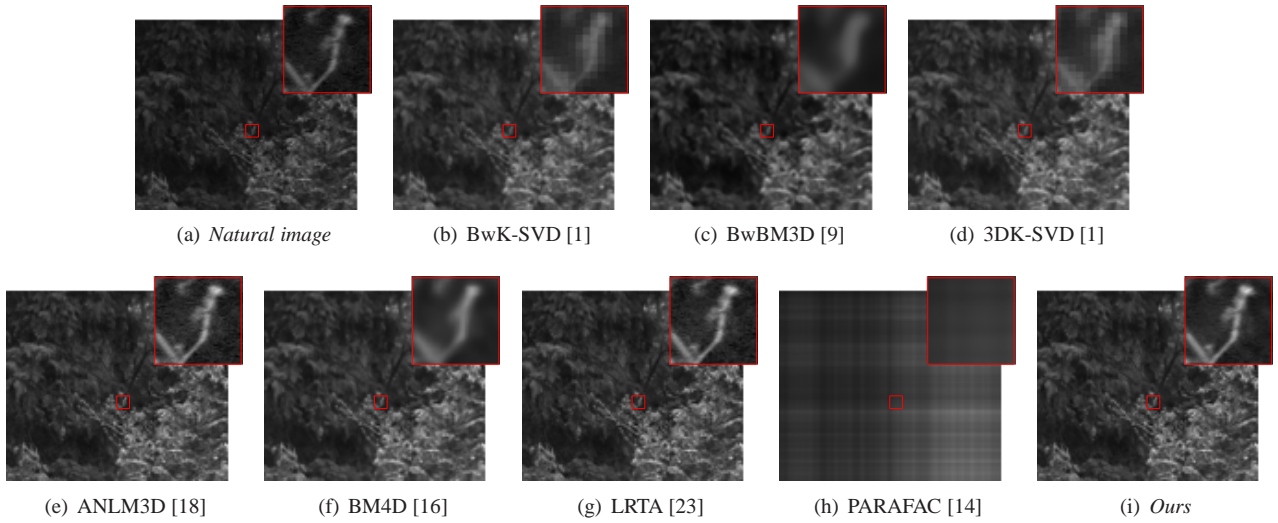 (a) Natural image
(b) BwK-SVD [1]
(c) BwBM3D [9]
(d) 3DK-SVD [1]
(e) ANLM3D [18]
(f) BM4D [16]
(g) LRTA [23]
(h) PARAFAC [14]
(i) Ours